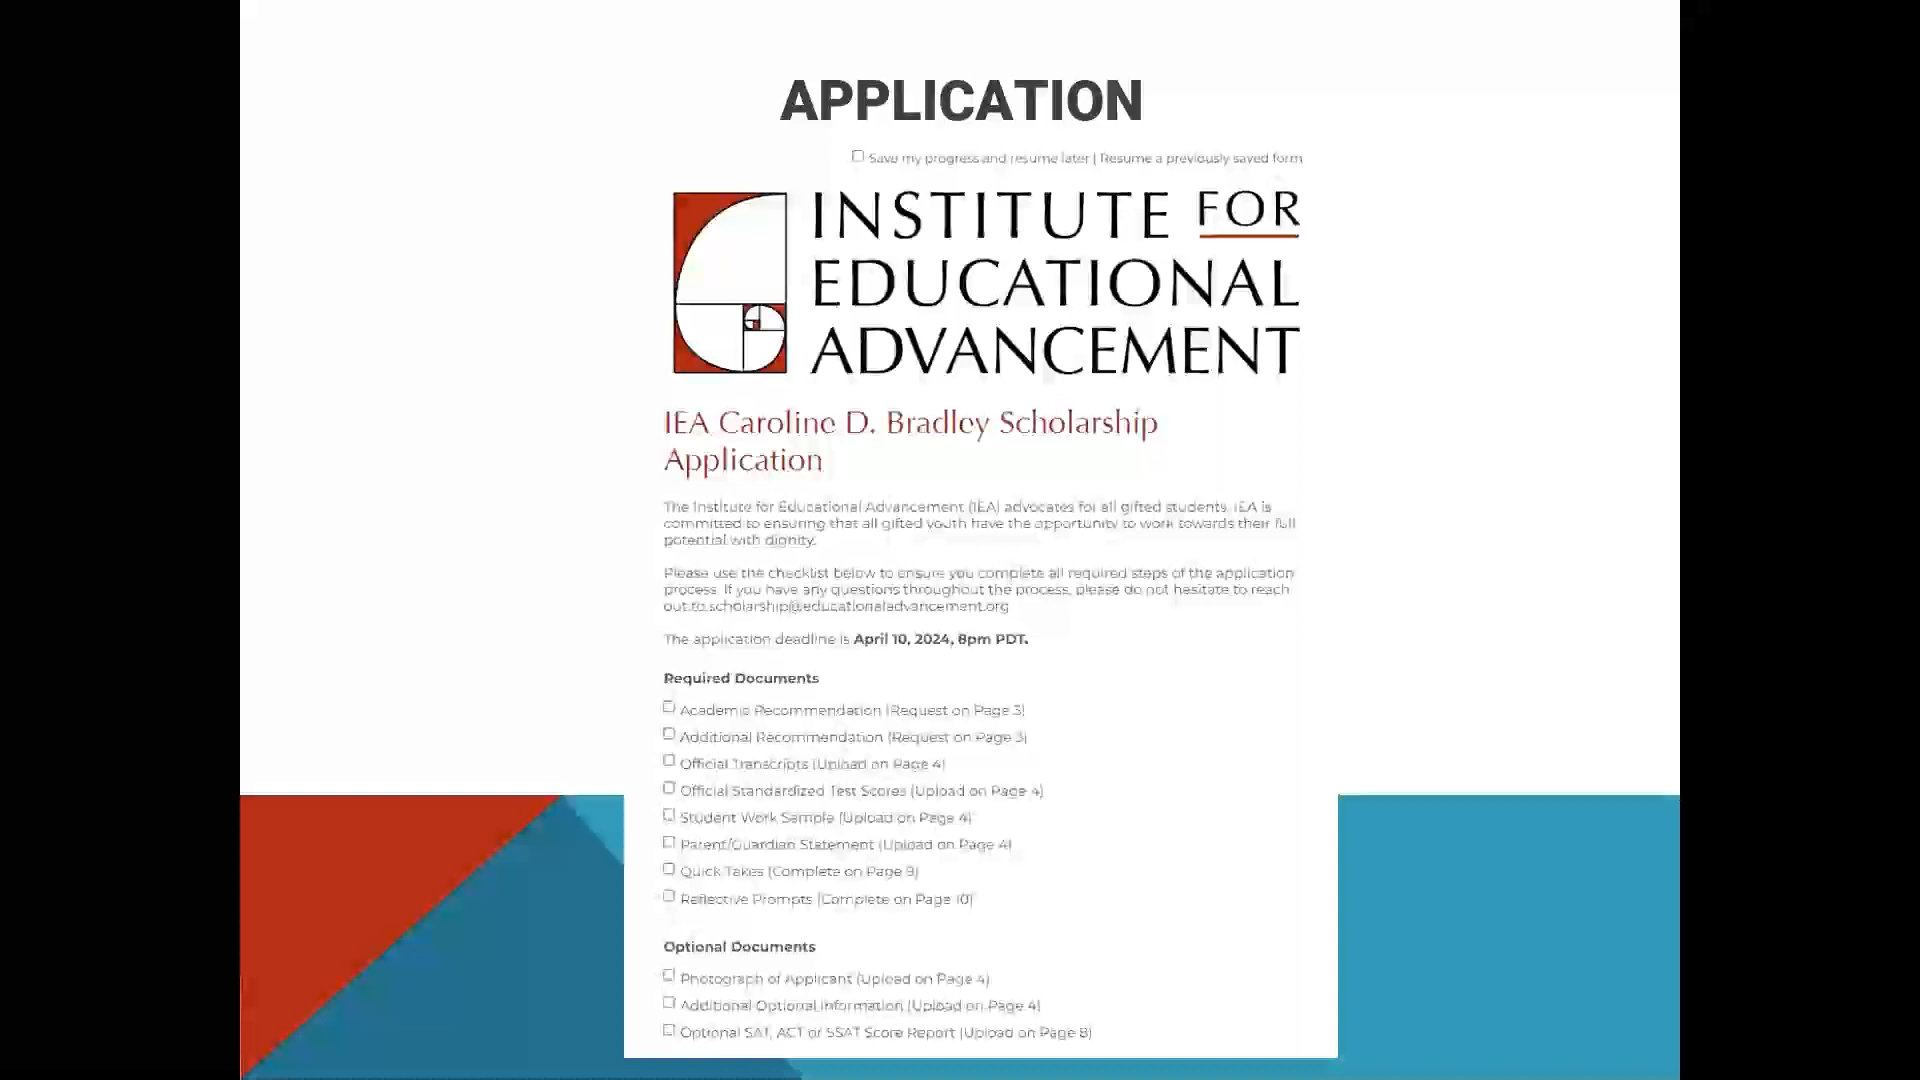 APPLICATION
Save my progress and resume later | Resume a previously saved form
INSTITUTE FOR
EDUCATIONAL
ADVANCEMENT
IEA Caroline D. Bradley Scholarship
Application
The Institute for Educational Advancement (IEA) advocates for all gifted students. IEA is
committed to ensuring that all gifted youth have the opportunity to work towards their full
potential with dignity.
Please use the checklist below to ensure you complete all required steps of the application
process. If you have any questions throughout the process, please do not hesitate to reach
out to scholarship@educationaladvancement.org
The application deadline is April 10, 2024, 8pm PDT.
Required Documents
Academic Recommendation (Request on Page 3)
Additional Recommendation (Request on Page 3)
Official Transcripts (Upload on Page 4)
Official Standardized Test Scores (Upload on Page 4)
Student Work Sample (Upload on Page 4)
Parent/Guardian Statement (Upload on Page 4)
Quick Takes (Complete on Page 9)
Reflective Prompts (Complete on Page 10)
Optional Documents
Photograph of Applicant (Upload on Page 4)
Additional Optional Information (Upload on Page 4)
Optional SAT, ACT or SSAT Score Report (Upload on Page 8)